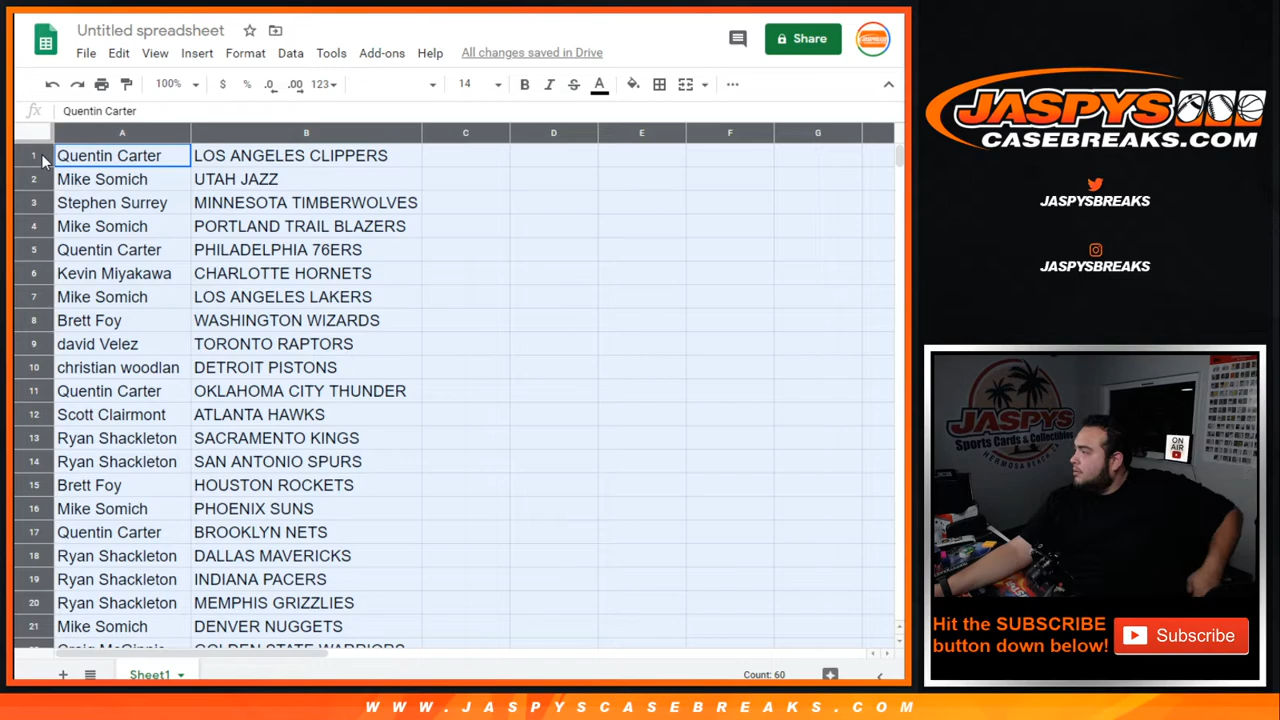 Untitled spreadsheet
File Edit View Insert Format Data Tools Add-ons Help All changes saved in Drive
Share
100% $ % .0 .00 123 14 B I S A
fx Quentin Carter
A B C D E F G
1 Quentin Carter LOS ANGELES CLIPPERS
2 Mike Somich UTAH JAZZ
3 Stephen Surrey MINNESOTA TIMBERWOLVES
4 Mike Somich PORTLAND TRAIL BLAZERS
5 Quentin Carter PHILADELPHIA 76ERS
6 Kevin Miyakawa CHARLOTTE HORNETS
7 Mike Somich LOS ANGELES LAKERS
8 Brett Foy WASHINGTON WIZARDS
9 david Velez TORONTO RAPTORS
10 christian woodlan DETROIT PISTONS
11 Quentin Carter OKLAHOMA CITY THUNDER
12 Scott Clairmont ATLANTA HAWKS
13 Ryan Shackleton SACRAMENTO KINGS
14 Ryan Shackleton SAN ANTONIO SPURS
15 Brett Foy HOUSTON ROCKETS
16 Mike Somich PHOENIX SUNS
17 Quentin Carter BROOKLYN NETS
18 Ryan Shackleton DALLAS MAVERICKS
19 Ryan Shackleton INDIANA PACERS
20 Ryan Shackleton MEMPHIS GRIZZLIES
21 Mike Somich DENVER NUGGETS
GOLDEN STATE WARRIORS
Sheet1
Count: 60
JASPYS
CASEBREAKS.COM
JASPYSBREAKS
JASPYSBREAKS
JASPYS
Sports Cards & Collectibles
HERMOSA BEACH
ON
AIR
Hit the SUBSCRIBE
button down below!
Subscribe
WWW.JASPYSCASEBREAKS.COM